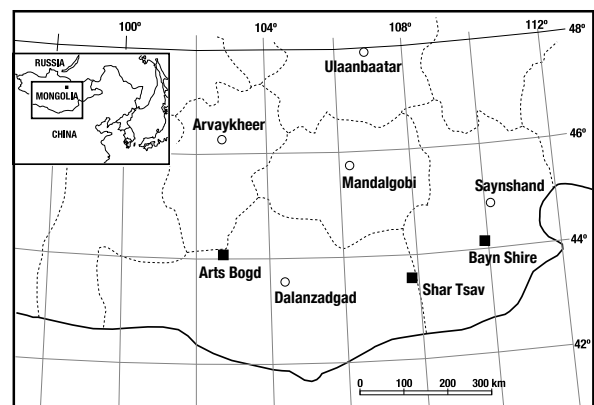 100º
104º
108º
112º
48º
RUSSIA
MONGOLIA
CHINA
Ulaanbaatar
Arvaykheer
46º
Mandalgobi
Saynshand
44º
Arts Bogd
Bayn Shire
Dalanzadgad
Shar Tsav
42º
0 100 200 300 km